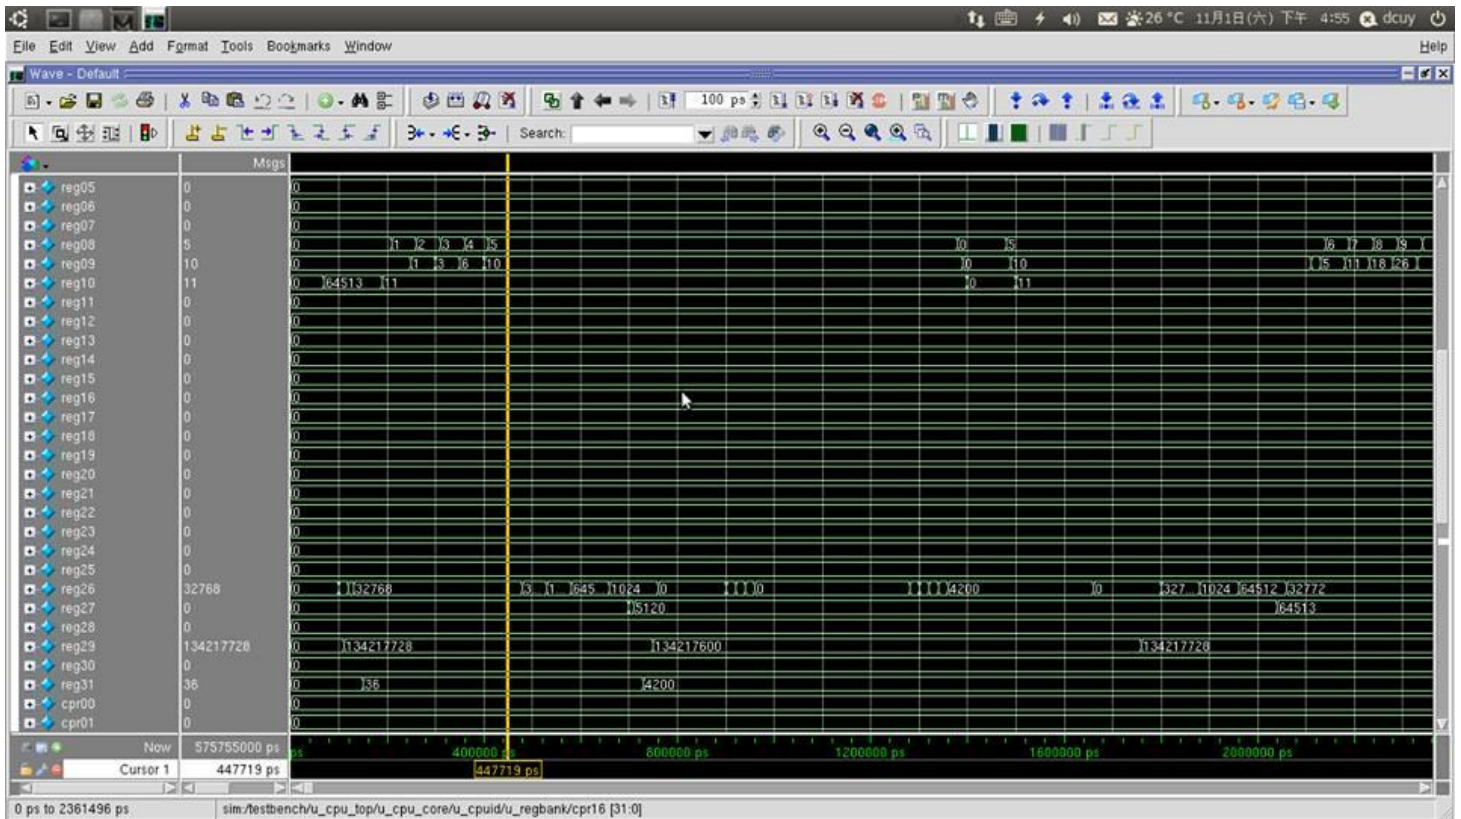 26 °C 11月1日(六) 下午 4:55 dcuy
File Edit View Add Format Tools Bookmarks Window Help
Wave - Default
100 ps
Search:
Msgs
reg05 0 0
reg06 0 0
reg07 0 0
reg08 5 0 1 2 3 4 5 0 5 6 7 8 9
reg09 10 0 1 3 6 10 0 10 5 11 18 26
reg10 11 0 64513 11 0 11
reg11 0 0
reg12 0 0
reg13 0 0
reg14 0 0
reg15 0 0
reg16 0 0
reg17 0 0
reg18 0 0
reg19 0 0
reg20 0 0
reg21 0 0
reg22 0 0
reg23 0 0
reg24 0 0
reg25 0 0
reg26 32768 0 32768 3... 1... 645... 1024 0 0 4200 0 327... 1024 64512 32772
reg27 0 0 5120 64513
reg28 0 0
reg29 134217728 0 134217728 134217600 134217728
reg30 0 0
reg31 36 0 36 4200
cpr00 0 0
cpr01 0 0
Now 575755000 ps ps 400000 ps 800000 ps 1200000 ps 1600000 ps 2000000 ps
Cursor 1 447719 ps 447719 ps
0 ps to 2361496 ps sim:/testbench/u_cpu_top/u_cpu_core/u_cpuid/u_regbank/cpr16 [31:0]